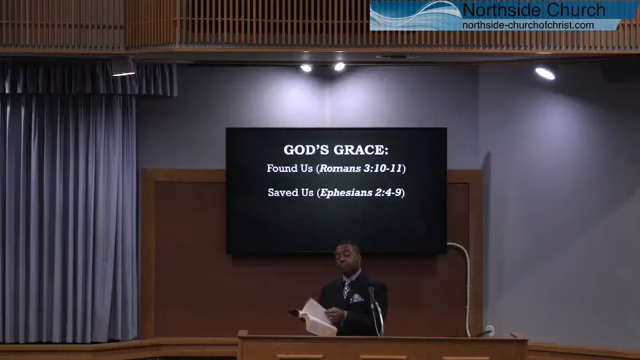 Northside Church
northside-churchofchrist.com
GOD'S GRACE:
Found Us (Romans 3:10-11)
Saved Us (Ephesians 2:4-9)